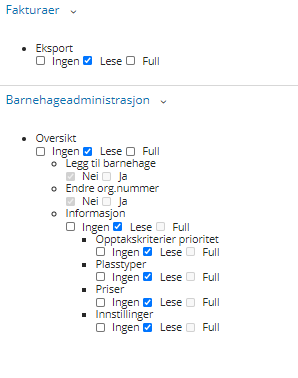 Fakturaer
Eksport
Ingen Lese Full
Barnehageadministrasjon
Oversikt
Ingen Lese Full
Legg til barnehage
Nei Ja
Endre org.nummer
Nei Ja
Informasjon
Ingen Lese Full
Opptakskriterier prioritet
Ingen Lese Full
Plasstyper
Ingen Lese Full
Priser
Ingen Lese Full
Innstillinger
Ingen Lese Full